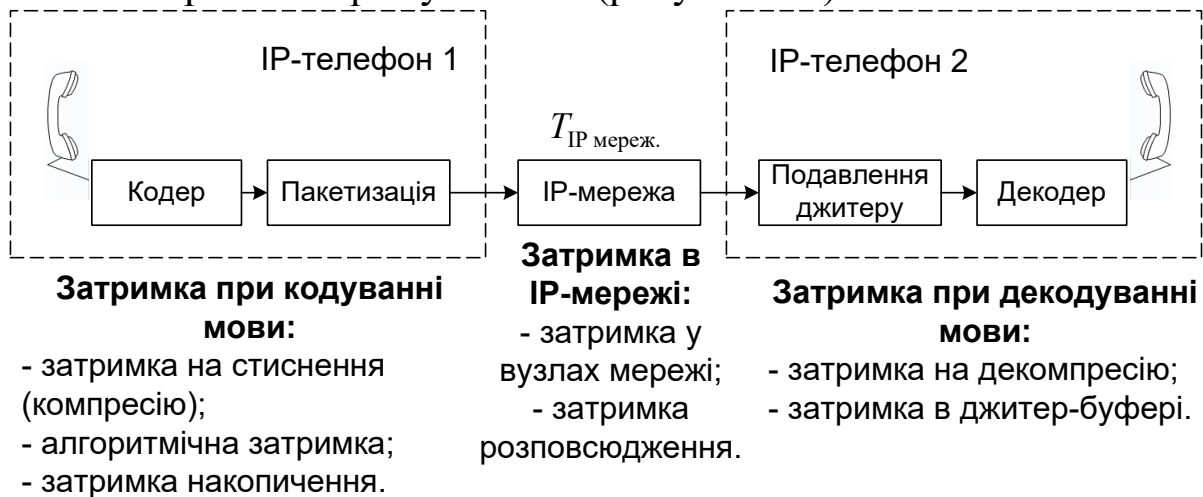 IP-телефон 1
IP-телефон 2
T IP мереж.
Кодер
Пакетизація
IP-мережа
Подавлення
джитеру
Декодер
Затримка при кодуванні
мови:
- затримка на стиснення
(компресію);
- алгоритмічна затримка;
- затримка накопичення.
Затримка в
IP-мережі:
- затримка у
вузлах мережі;
- затримка
розповсюдження.
Затримка при декодуванні
мови:
- затримка на декомпресію;
- затримка в джитер-буфері.